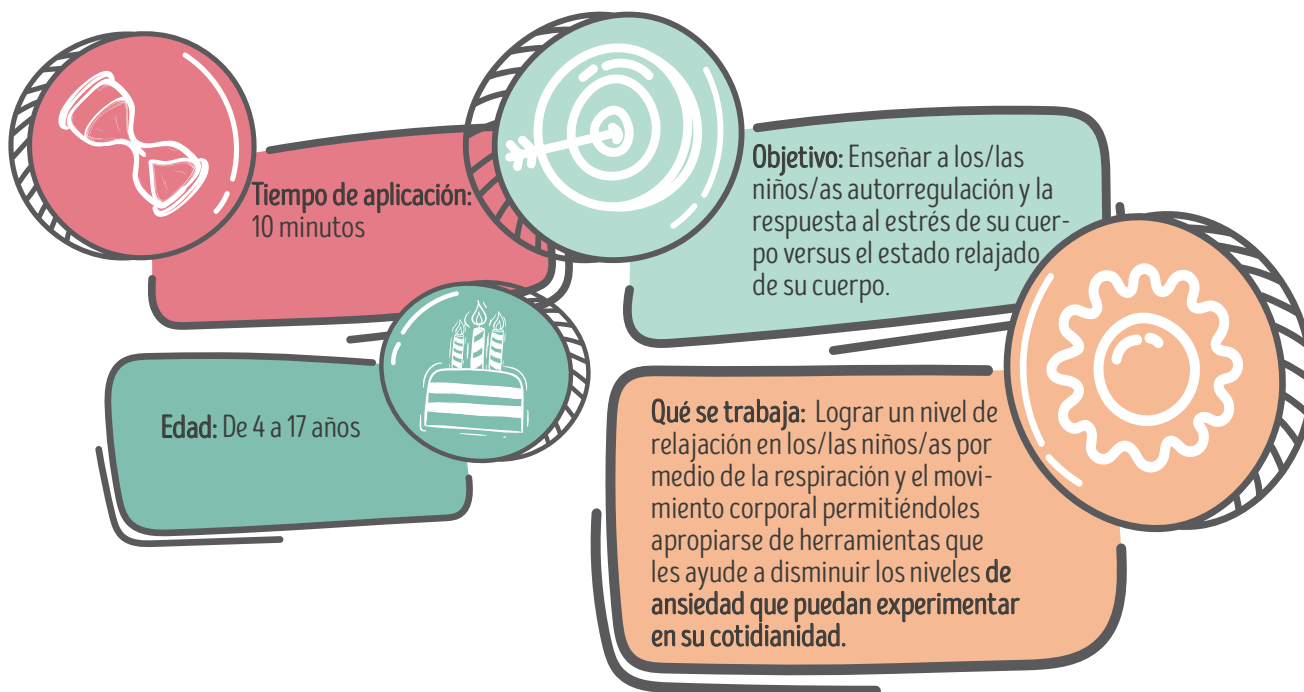 Tiempo de aplicación:
10 minutos
Objetivo: Enseñar a los/las
niños/as autorregulación y la
respuesta al estrés de su cuer-
po versus el estado relajado
de su cuerpo.
Edad: De 4 a 17 años
Qué se trabaja: Lograr un nivel de
relajación en los/las niños/as por
medio de la respiración y el movi-
miento corporal permitiéndoles
apropiarse de herramientas que
les ayude a disminuir los niveles de
ansiedad que puedan experimentar
en su cotidianidad.